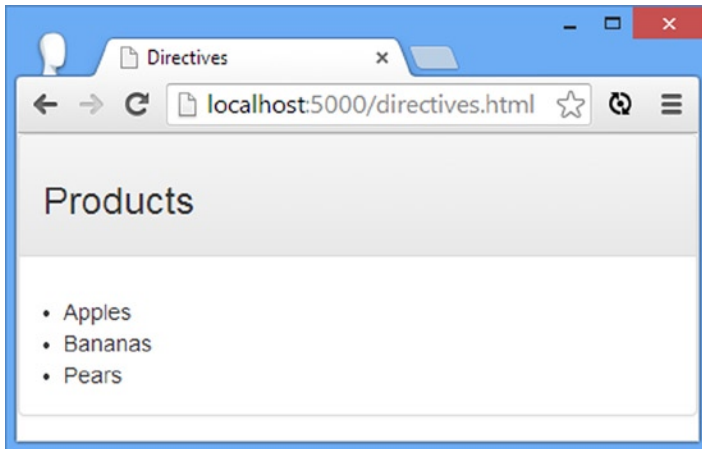 Directives
localhost:5000/directives.html
Products
• Apples
• Bananas
• Pears